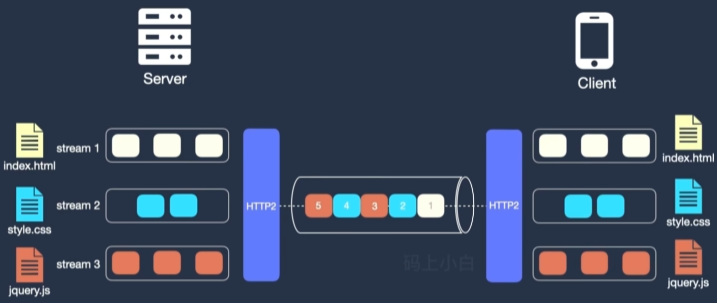 Server
Client
index.html
stream 1
style.css
stream 2
jquery.js
stream 3
HTTP2
5 4 3 2 1
HTTP2
index.html
style.css
jquery.js
码上小白